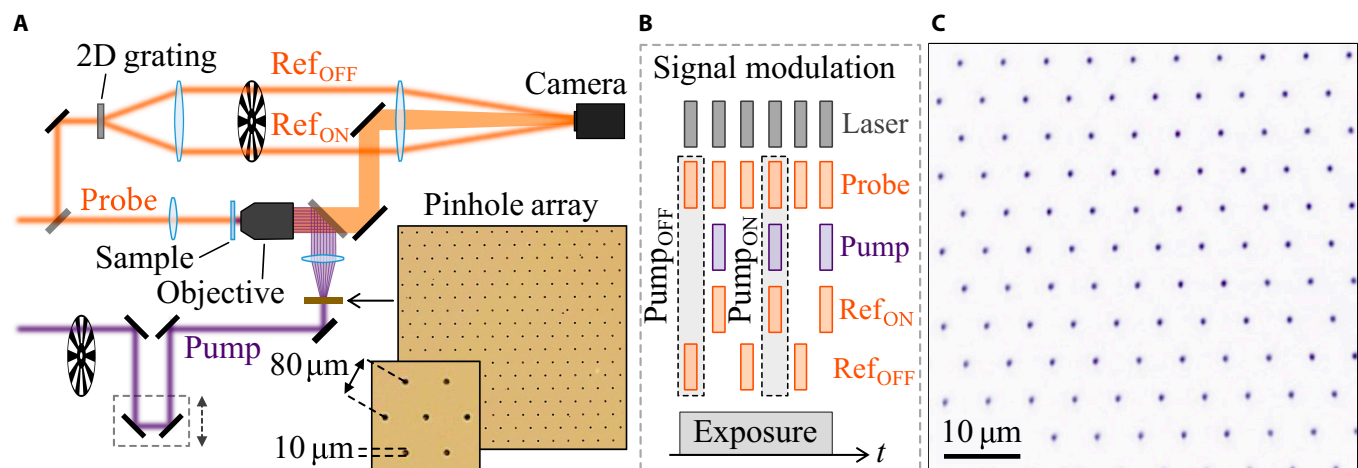 A
2D grating
Ref_OFF
Ref_ON
Camera
Probe
Sample
Objective
Pinhole array
Pump
80 μm
10 μm
B
Signal modulation
Laser
Probe
Pump
Ref_ON
Ref_OFF
Pump_OFF
Pump_ON
Exposure
t
C
10 μm